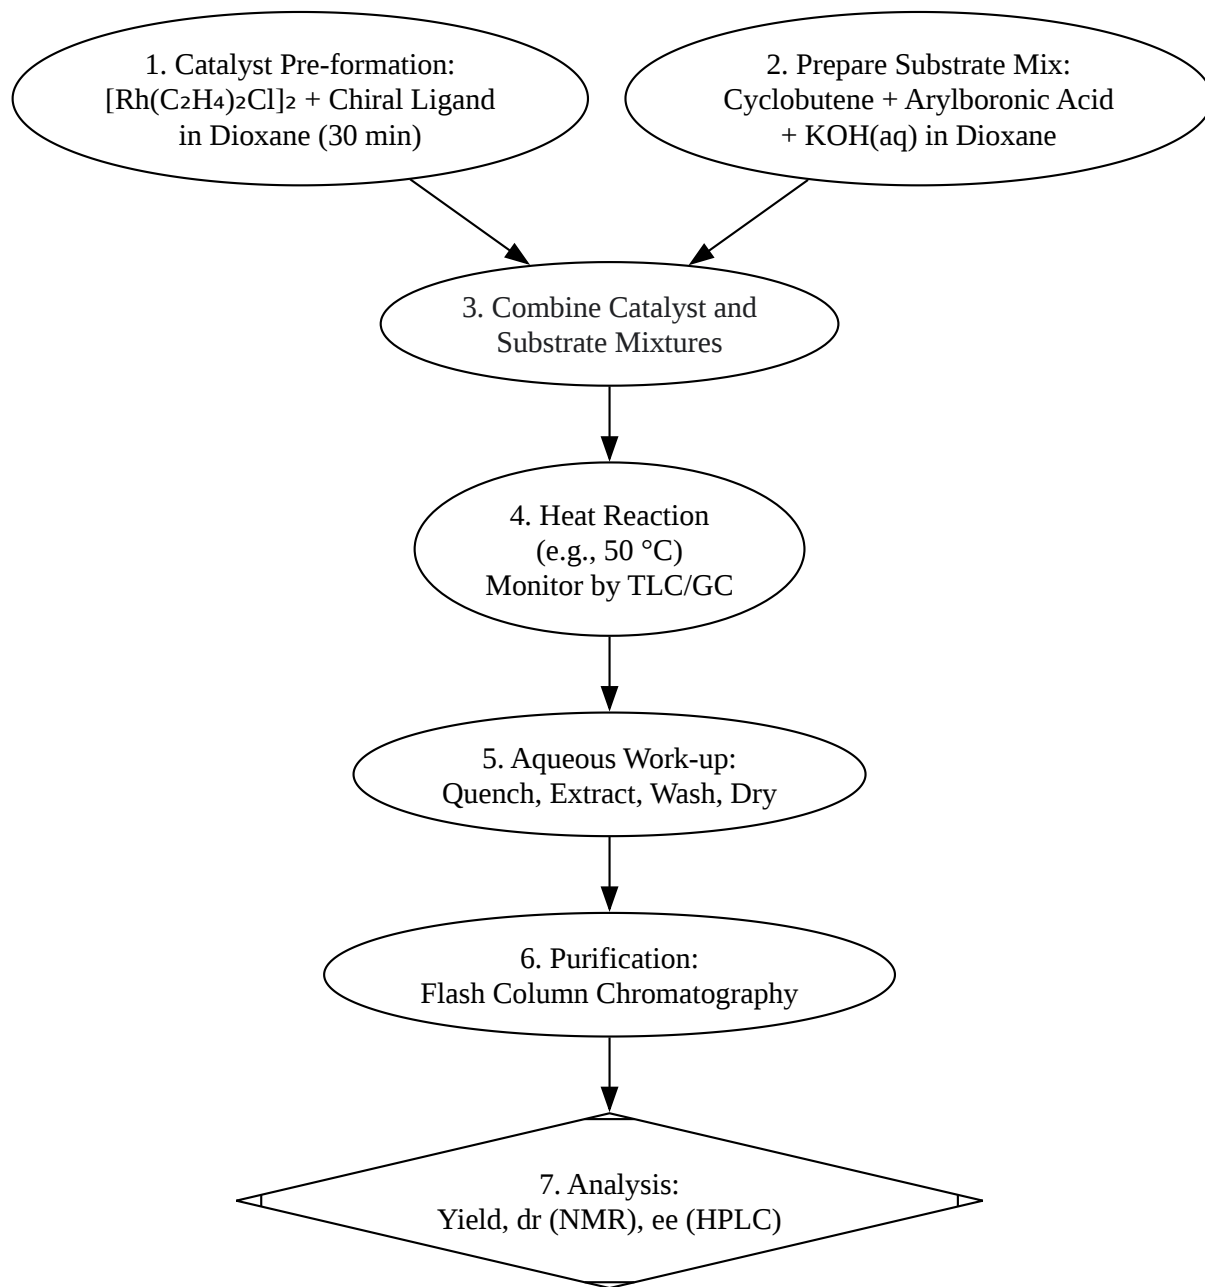 1. Catalyst Pre-formation:
[Rh(C₂H₄)₂Cl]₂ + Chiral Ligand
in Dioxane (30 min)
2. Prepare Substrate Mix:
Cyclobutene + Arylboronic Acid
+ KOH(aq) in Dioxane
3. Combine Catalyst and
Substrate Mixtures
4. Heat Reaction
(e.g., 50 °C)
Monitor by TLC/GC
5. Aqueous Work-up:
Quench, Extract, Wash, Dry
6. Purification:
Flash Column Chromatography
7. Analysis:
Yield, dr (NMR), ee (HPLC)